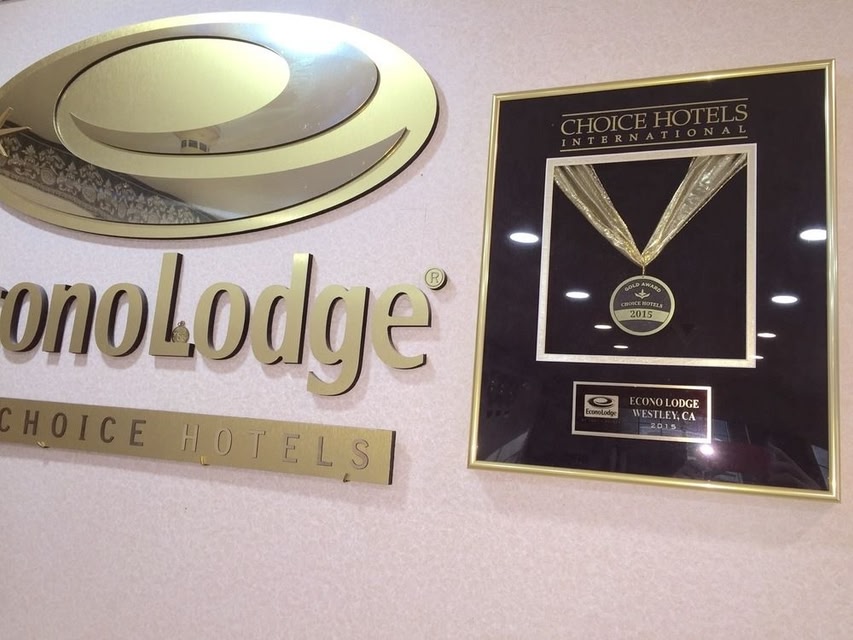 conoLodge®
CHOICE HOTELS
CHOICE HOTELS
INTERNATIONAL
GOLD AWARD
CHOICE HOTELS
2015
EconoLodge
ECONO LODGE
WESTLEY, CA
2015